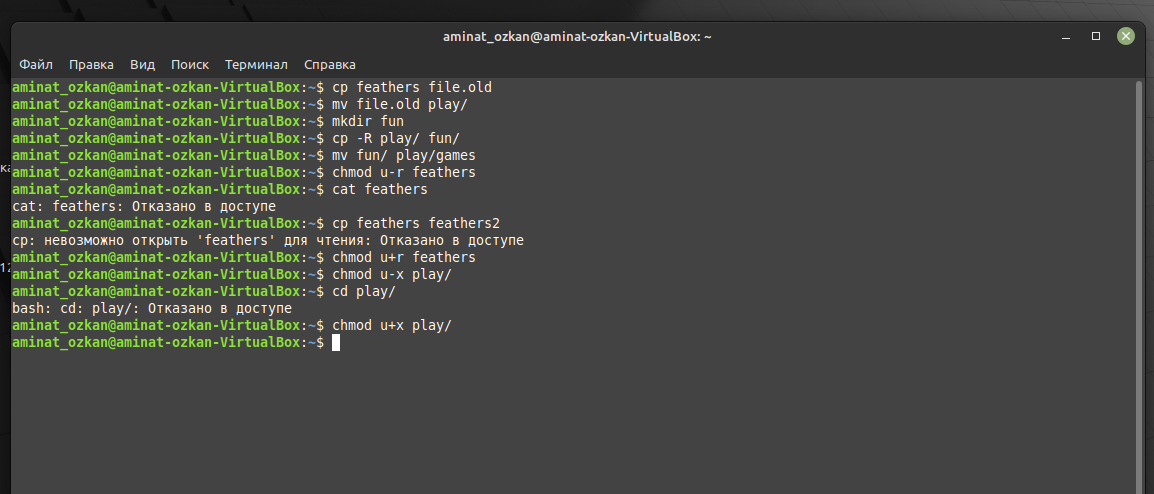 aminat_ozkan@aminat-ozkan-VirtualBox: ~
Файл Правка Вид Поиск Терминал Справка
aminat_ozkan@aminat-ozkan-VirtualBox:~$ cp feathers file.old
aminat_ozkan@aminat-ozkan-VirtualBox:~$ mv file.old play/
aminat_ozkan@aminat-ozkan-VirtualBox:~$ mkdir fun
aminat_ozkan@aminat-ozkan-VirtualBox:~$ cp -R play/ fun/
aminat_ozkan@aminat-ozkan-VirtualBox:~$ mv fun/ play/games
aminat_ozkan@aminat-ozkan-VirtualBox:~$ chmod u-r feathers
aminat_ozkan@aminat-ozkan-VirtualBox:~$ cat feathers
cat: feathers: Отказано в доступе
aminat_ozkan@aminat-ozkan-VirtualBox:~$ cp feathers feathers2
cp: невозможно открыть 'feathers' для чтения: Отказано в доступе
aminat_ozkan@aminat-ozkan-VirtualBox:~$ chmod u+r feathers
aminat_ozkan@aminat-ozkan-VirtualBox:~$ chmod u-x play/
aminat_ozkan@aminat-ozkan-VirtualBox:~$ cd play/
bash: cd: play/: Отказано в доступе
aminat_ozkan@aminat-ozkan-VirtualBox:~$ chmod u+x play/
aminat_ozkan@aminat-ozkan-VirtualBox:~$